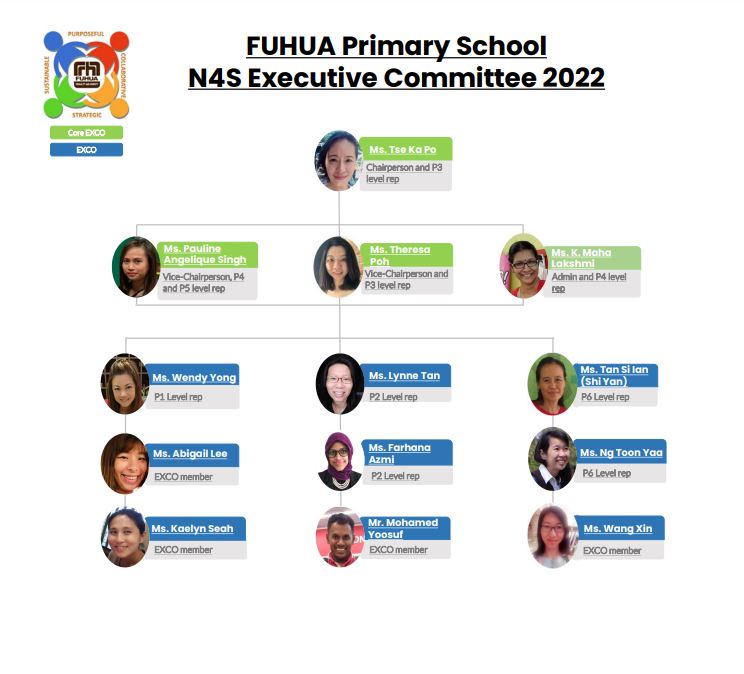 FUHUA Primary School
N4S Executive Committee 2022
PURPOSEFUL
SUSTAINABLE
COLLABORATIVE
FUHUA
STRATEGIC
Core EXCO
EXCO
Ms. Tse Ka Po
Chairperson and P3
level rep
Ms. Pauline
Angelique Singh
Vice-Chairperson, P4
and P5 level rep
Ms. Theresa
Poh
Vice-Chairperson and
P3 level rep
Ms. K. Maha
Lakshmi
Admin and P4 level
rep
Ms. Wendy Yong
P1 Level rep
Ms. Lynne Tan
P2 Level rep
Ms. Tan Si Ian
(Shi Yan)
P6 Level rep
Ms. Abigail Lee
EXCO member
Ms. Farhana
Azmi
P2 Level rep
Ms. Ng Toon Yaa
P6 Level rep
Ms. Kaelyn Seah
EXCO member
Mr. Mohamed
Yoosuf
EXCO member
Ms. Wang Xin
EXCO member